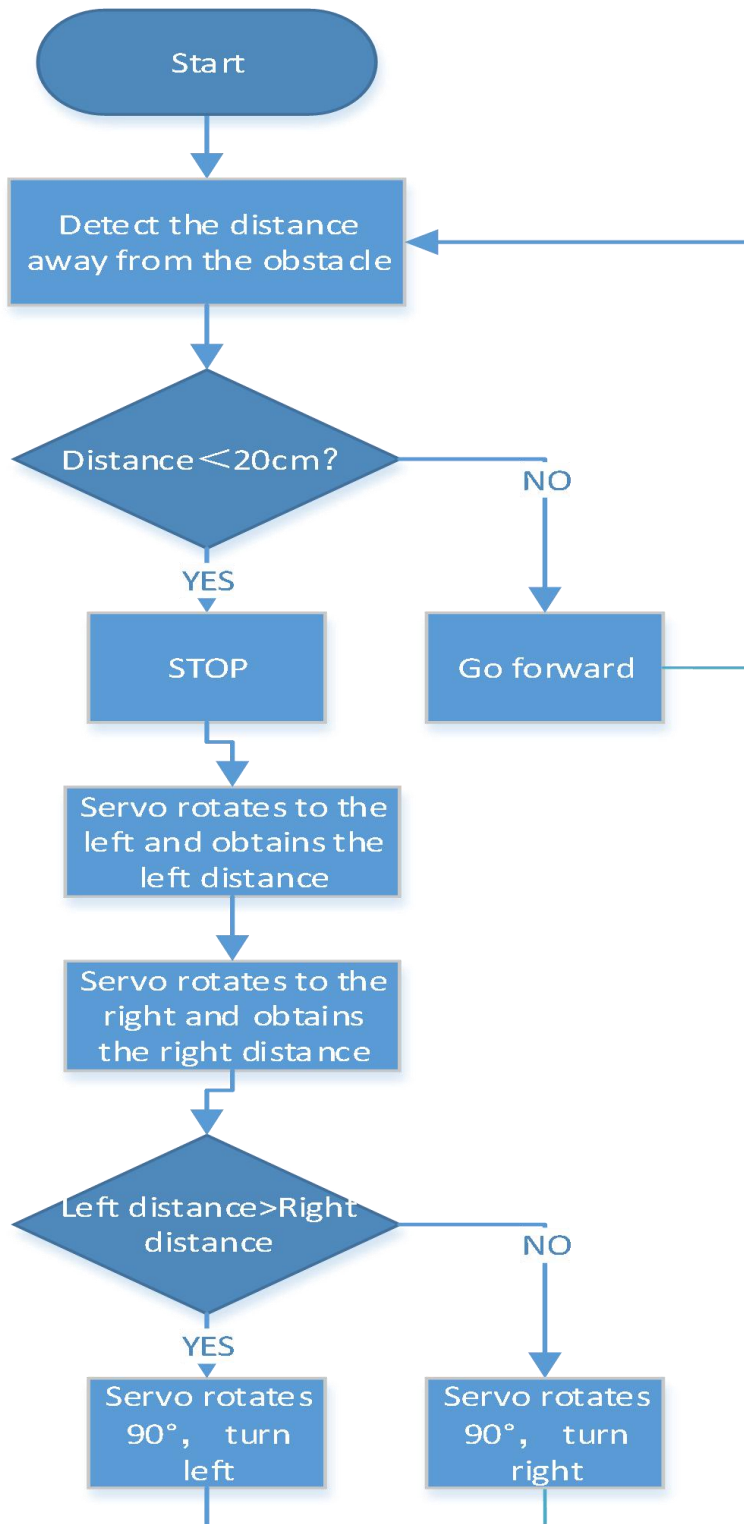 Start
Detect the distance
away from the obstacle
Distance＜20cm？
NO
YES
STOP
Go forward
Servo rotates to the
left and obtains the
left distance
Servo rotates to the
right and obtains
the right distance
Left distance>Right
distance
NO
YES
Servo rotates
90°， turn
left
Servo rotates
90°， turn
right